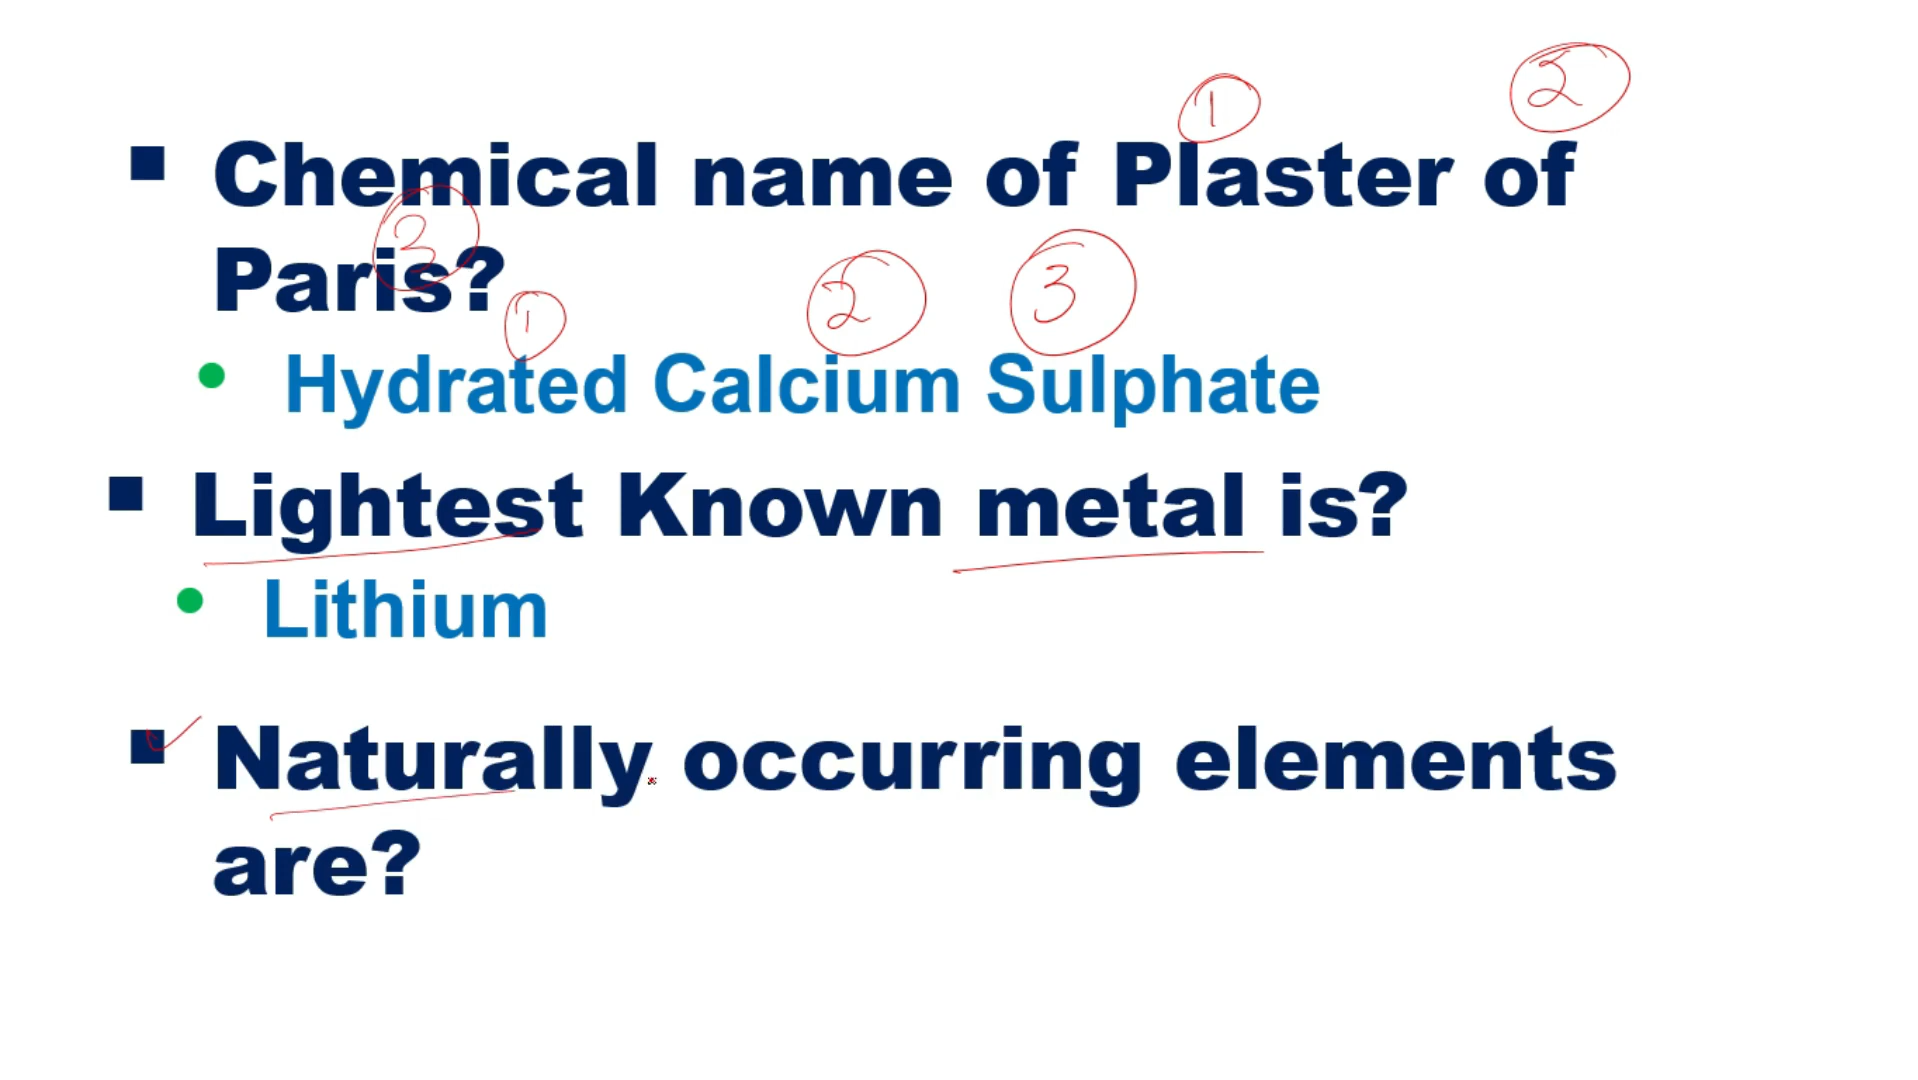 1 2
▪ Chemical name of Plaster of
3
Paris?
1 2 3
• Hydrated Calcium Sulphate
▪ Lightest Known metal is?
• Lithium
▪ Naturally occurring elements
are?